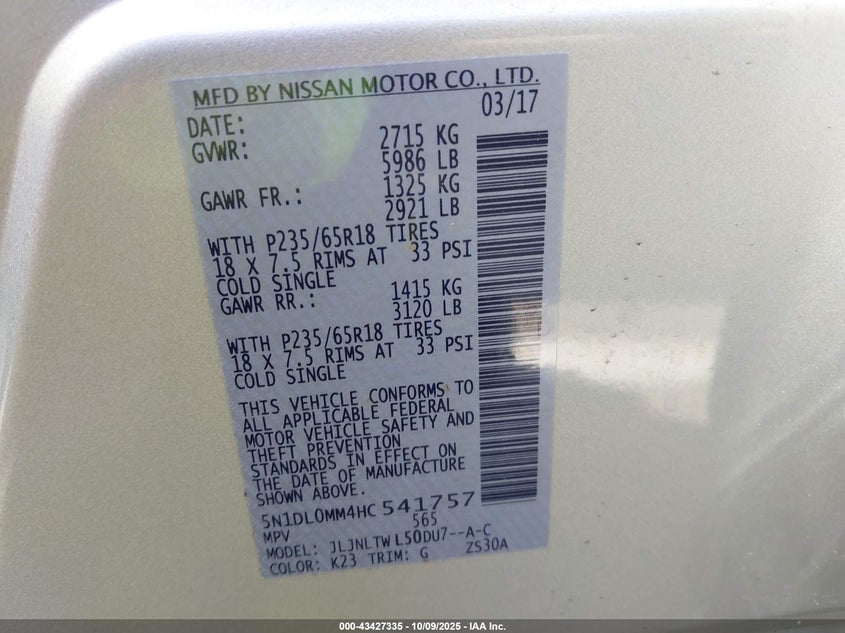 MFD BY NISSAN MOTOR CO., LTD.
DATE: 03/17
GVWR: 2715 KG
5986 LB
GAWR FR.: 1325 KG
2921 LB
WITH P235/65R18 TIRES
18 X 7.5 RIMS AT 33 PSI
COLD SINGLE
GAWR RR.: 1415 KG
3120 LB
WITH P235/65R18 TIRES
18 X 7.5 RIMS AT 33 PSI
COLD SINGLE
THIS VEHICLE CONFORMS TO
ALL APPLICABLE FEDERAL
MOTOR VEHICLE SAFETY AND
THEFT PREVENTION
STANDARDS IN EFFECT ON
THE DATE OF MANUFACTURE
SHOWN ABOVE.
5N1DL0MM4HC541757
MPV 565
MODEL: JLJNLTWL50DU7--A-C
COLOR: K23 TRIM: G ZS30A
000-43427335 - 10/09/2025 - IAA Inc.